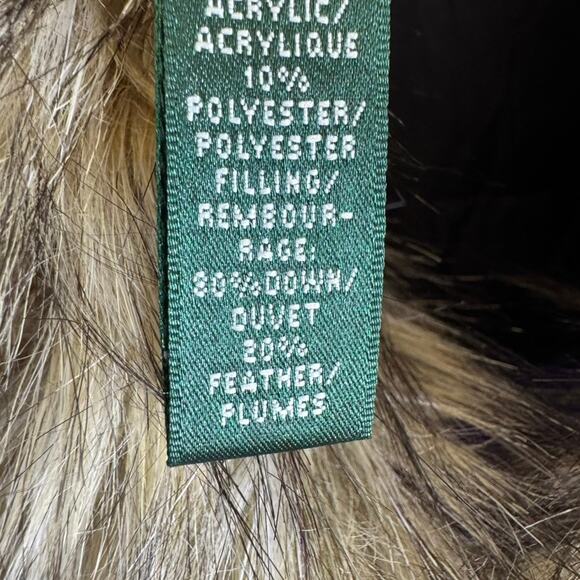 ACRYLIC/
ACRYLIQUE
10%
POLYESTER/
POLYESTER
FILLING/
REMBOUR-
RAGE:
80%DOWN/
DUVET
20%
FEATHER/
PLUMES